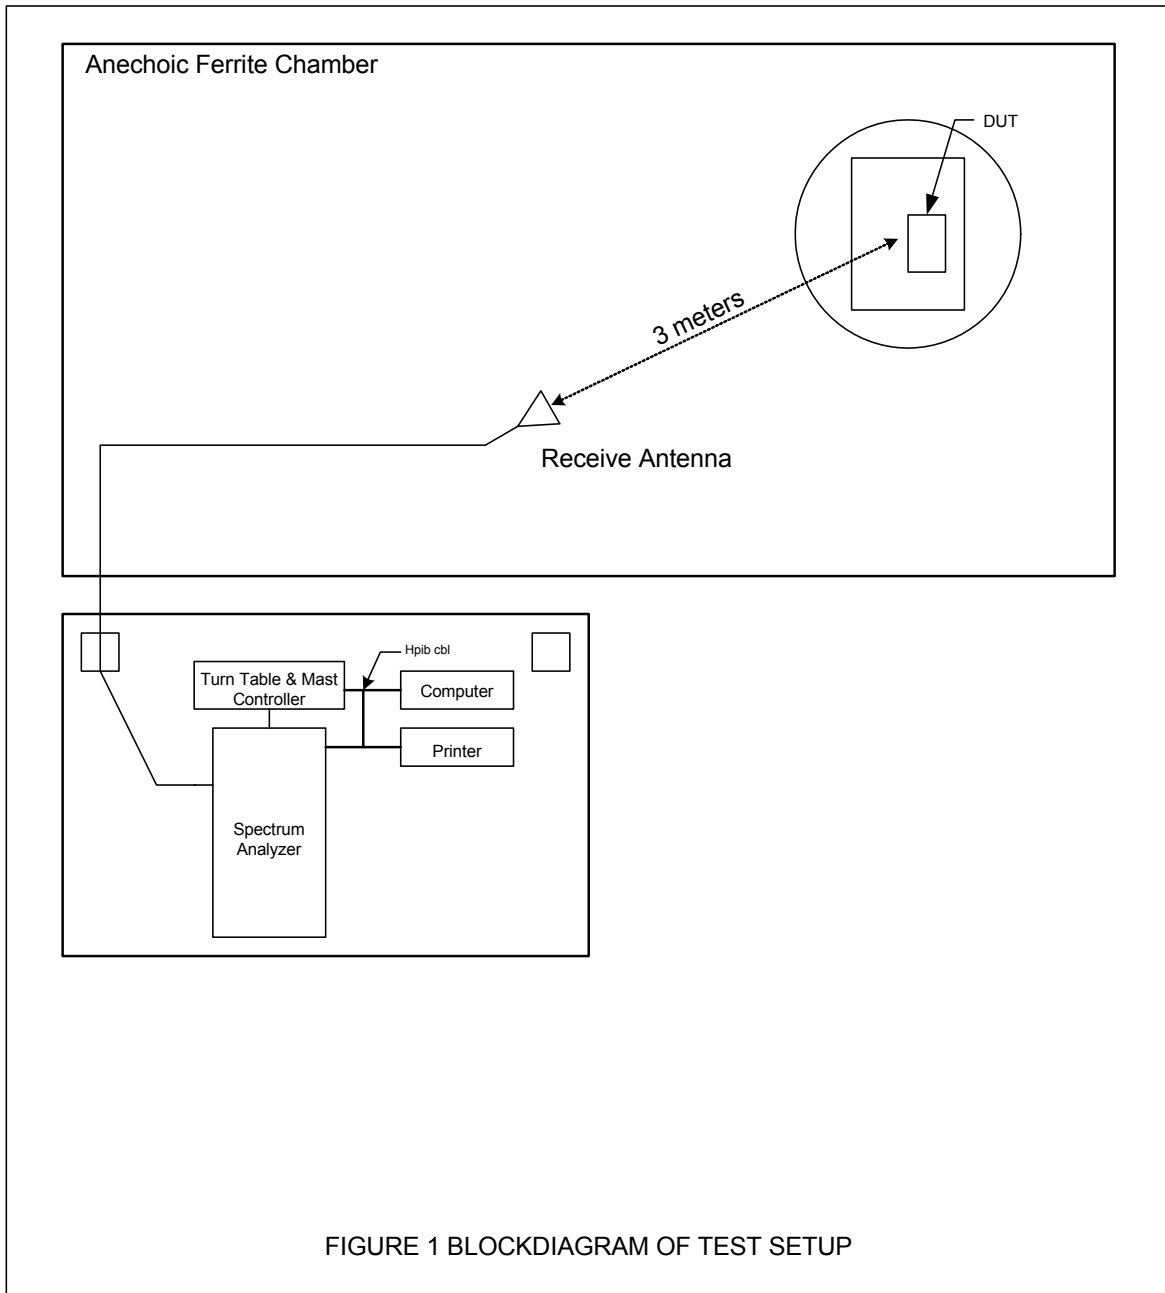 Anechoic Ferrite Chamber
DUT
3 meters
Receive Antenna
Hpib cbl
Turn Table & Mast
Controller
Computer
Printer
Spectrum
Analyzer
FIGURE 1 BLOCKDIAGRAM OF TEST SETUP